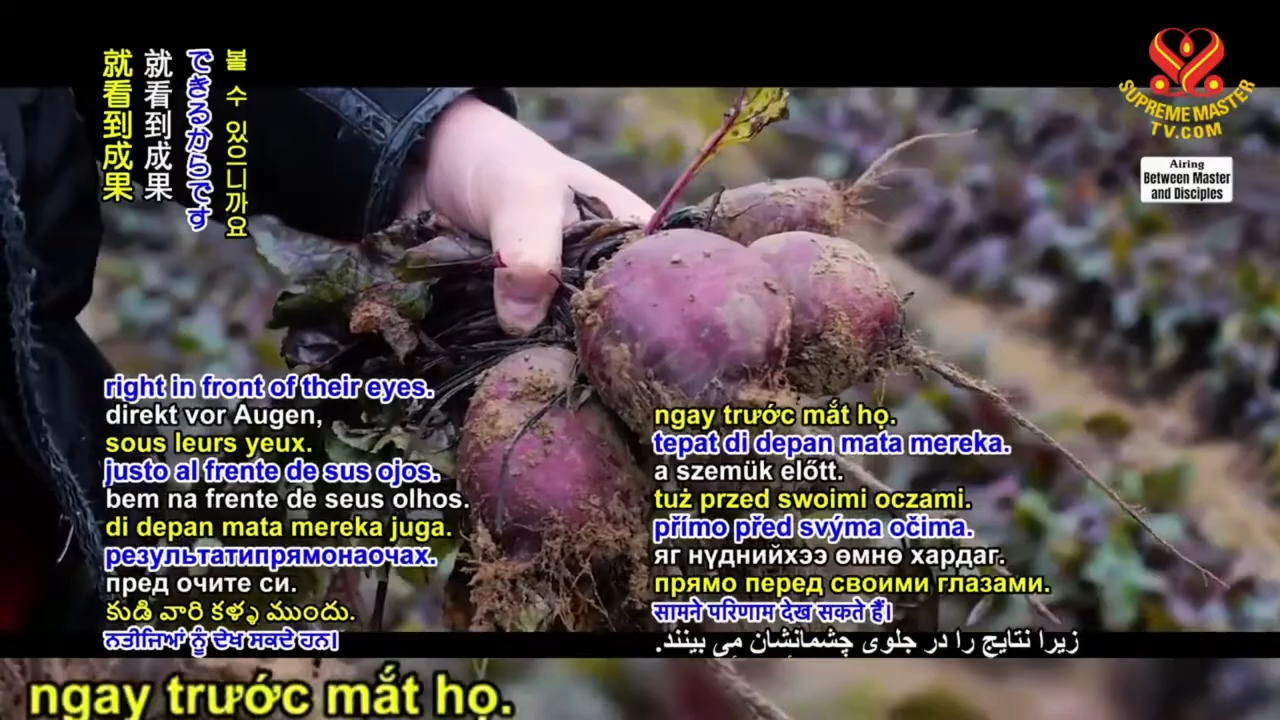 就看到成果
就看到成果
できるからです
볼 수 있으니까요
SUPREME MASTER
TV.COM
Airing
Between Master
and Disciples
right in front of their eyes.
direkt vor Augen,
sous leurs yeux.
justo al frente de sus ojos.
bem na frente de seus olhos.
di depan mata mereka juga.
результатипрямонаочах.
пред очите си.
ਨਤੀਜਿਆਂ ਨੂੰ ਦੇਖ ਸਕਦੇ ਹਨ।
ngay trước mắt họ.
tepat di depan mata mereka.
a szemük előtt.
tuż przed swoimi oczami.
přímo před svýma očima.
яг нүднийхээ өмнө хардаг.
прямо перед своими глазами.
सामने परिणाम देख सकते हैं।
زیرا نتایج را در جلوی چشمانشان می بینند.
ngay trước mắt họ.